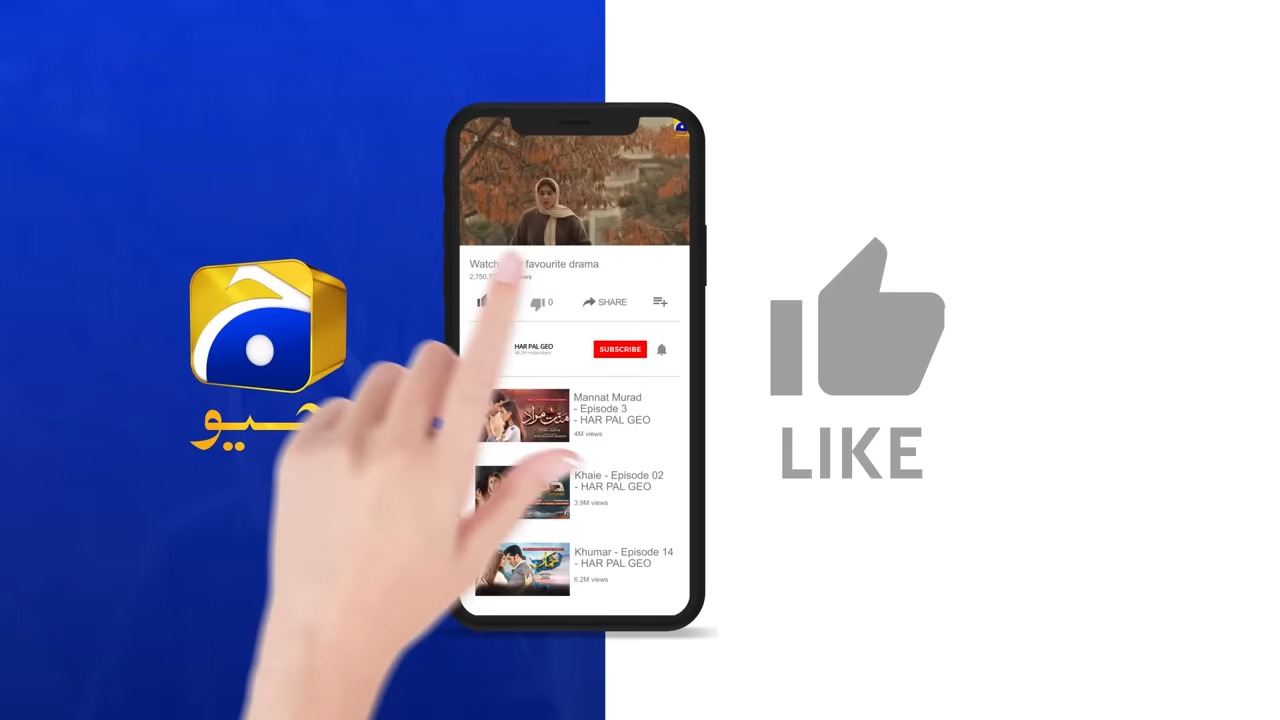 جیو
Watch favourite drama
0
SHARE
HAR PAL GEO
SUBSCRIBE
Mannat Murad
- Episode 3
- HAR PAL GEO
4M views
Khaie - Episode 02
- HAR PAL GEO
3.9M views
Khumar - Episode 14
- HAR PAL GEO
6.2M views
LIKE